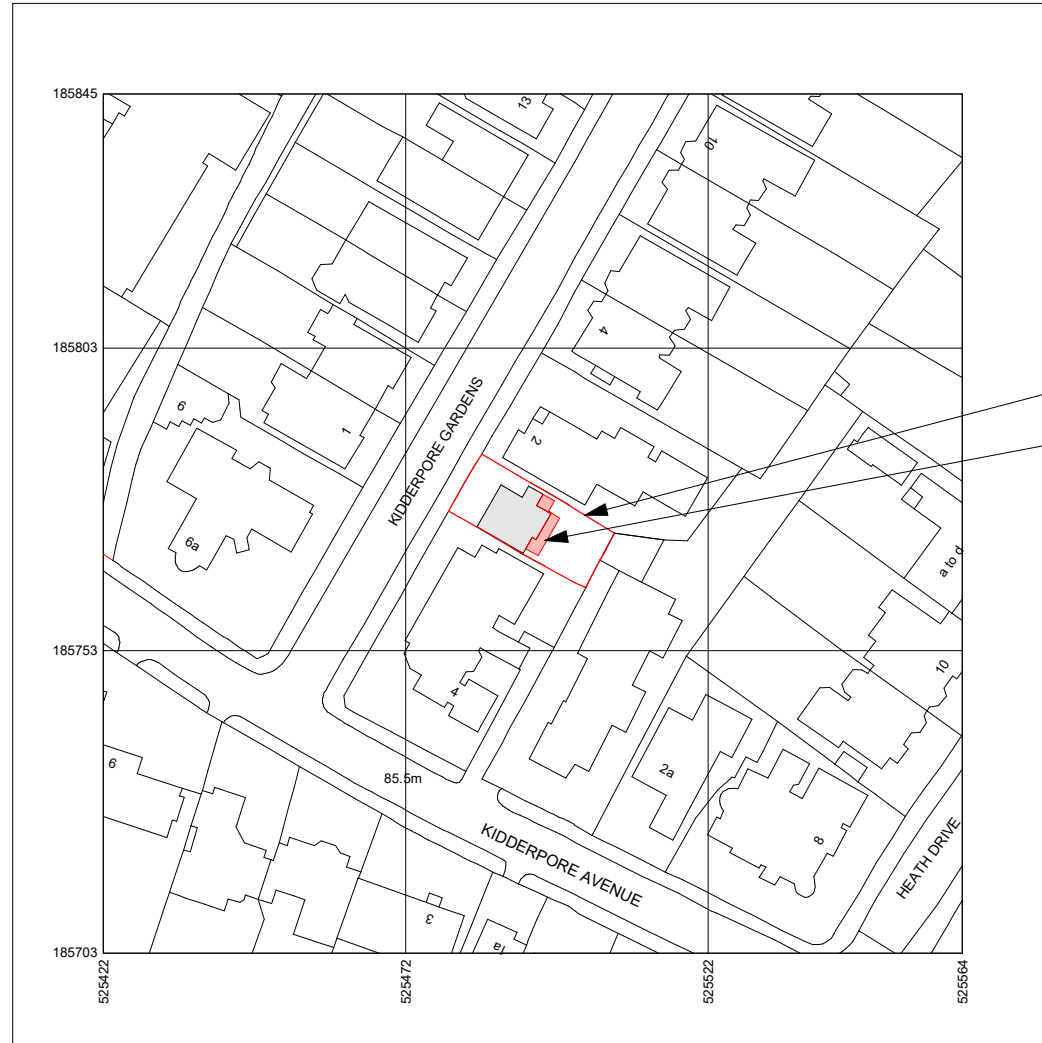 185845
13
10
185803
4
KIDDERPORE GARDENS
6
1
2
6a
a to d
185753
10
4
2a
6
85.5m
8
KIDDERPORE AVENUE
HEATH DRIVE
3
1a
185703
525422
525472
525522
525564